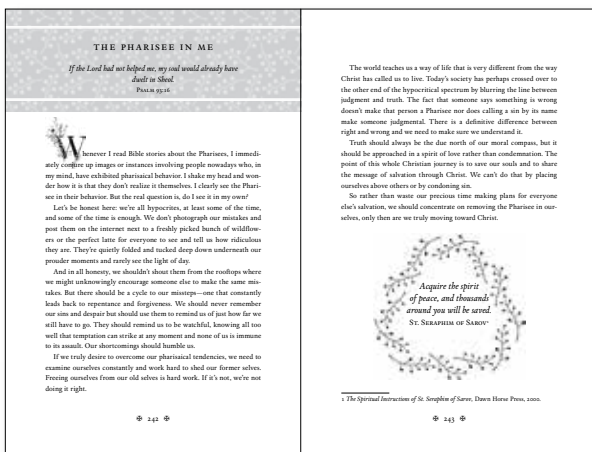 THE PHARISEE IN ME
If the Lord had not helped me, my soul would already have
dwelt in Sheol.
PSALM 93:16
Whenever I read Bible stories about the Pharisees, I immedi-
ately conjure up images or instances involving people nowadays who, in
my mind, have exhibited pharisaical behavior. I shake my head and won-
der how it is that they don't realize it themselves. I clearly see the Phari-
see in their behavior. But the real question is, do I see it in my own?
Let's be honest here: we're all hypocrites, at least some of the time,
and some of the time is enough. We don't photograph our mistakes and
post them on the internet next to a freshly picked bunch of wildflow-
ers or the perfect latte for everyone to see and tell us how ridiculous
they are. They're quietly folded and tucked deep down underneath our
prouder moments and rarely see the light of day.
And in all honesty, we shouldn't shout them from the rooftops where
we might unknowingly encourage someone else to make the same mis-
takes. But there should be a cycle to our missteps—one that constantly
leads back to repentance and forgiveness. We should never remember
our sins and despair but should use them to remind us of just how far we
still have to go. They should remind us to be watchful, knowing all too
well that temptation can strike at any moment and none of us is immune
to its assault. Our shortcomings should humble us.
If we truly desire to overcome our pharisaical tendencies, we need to
examine ourselves constantly and work hard to shed our former selves.
Freeing ourselves from our old selves is hard work. If it's not, we're not
doing it right.
✠ 242 ✠
The world teaches us a way of life that is very different from the way
Christ has called us to live. Today's society has perhaps crossed over to
the other end of the hypocritical spectrum by blurring the line between
judgment and truth. The fact that someone says something is wrong
doesn't make that person a Pharisee nor does calling a sin by its name
make someone judgmental. There is a definitive difference between
right and wrong and we need to make sure we understand it.
Truth should always be the due north of our moral compass, but it
should be approached in a spirit of love rather than condemnation. The
point of this whole Christian journey is to save our souls and to share
the message of salvation through Christ. We can't do that by placing
ourselves above others or by condoning sin.
So rather than waste our precious time making plans for everyone
else's salvation, we should concentrate on removing the Pharisee in our-
selves, only then are we truly moving toward Christ.
Acquire the spirit
of peace, and thousands
around you will be saved.
ST. SERAPHIM OF SAROV¹
1 The Spiritual Instructions of St. Seraphim of Sarov, Dawn Horse Press, 2000.
✠ 243 ✠